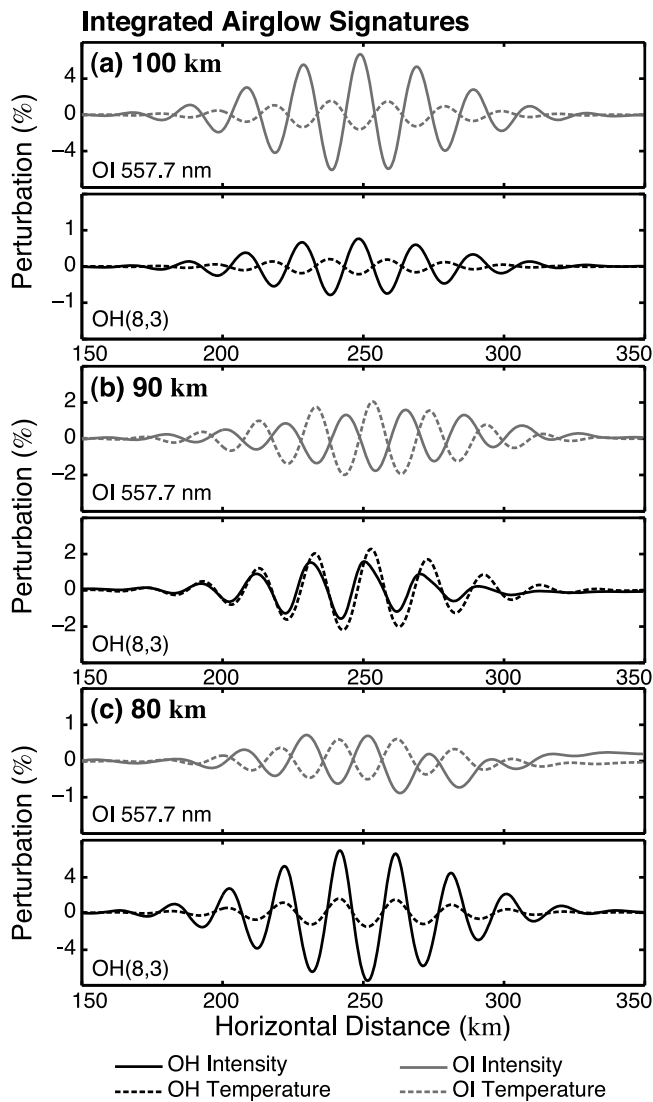 Integrated Airglow Signatures
(a) 100 km
Perturbation (%)
4
0
−4
OI 557.7 nm
Perturbation (%)
1
0
−1
OH(8,3)
150 200 250 300 350
(b) 90 km
Perturbation (%)
2
0
−2
OI 557.7 nm
2
0
−2
OH(8,3)
150 200 250 300 350
(c) 80 km
Perturbation (%)
1
0
−1
OI 557.7 nm
Perturbation (%)
4
0
-4
OH(8,3)
150 200 250 300 350
Horizontal Distance (km)
OH Intensity OI Intensity
OH Temperature OI Temperature